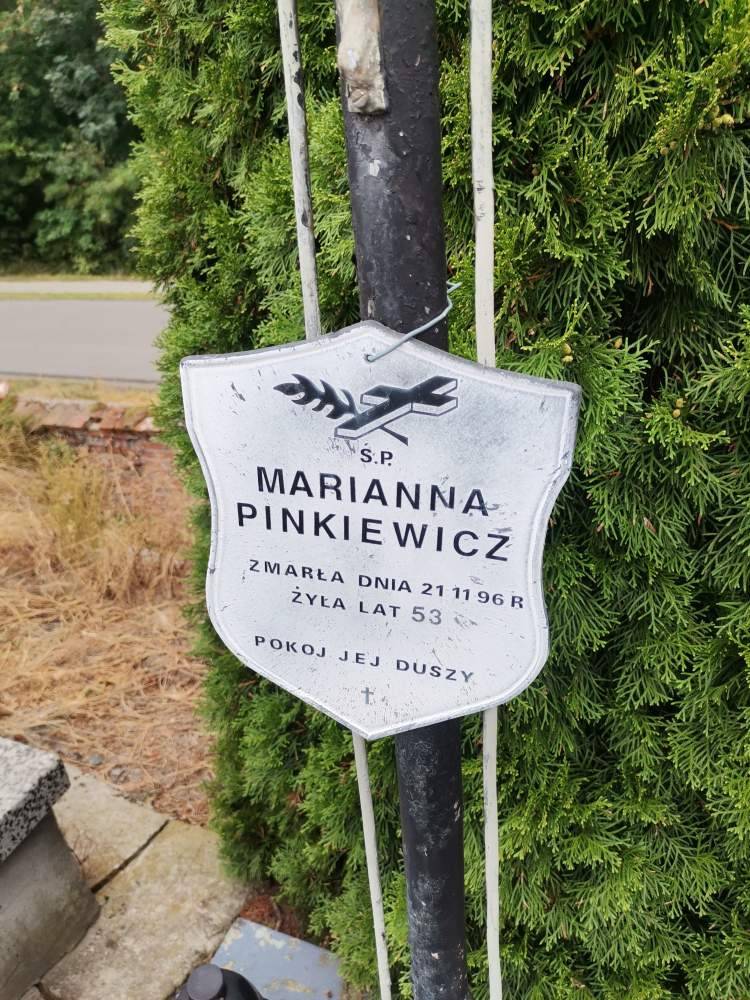 Ś.P.
MARIANNA
PINKIEWICZ
ZMARŁA DNIA 21 11 96 R
ŻYŁA LAT 53
POKOJ JEJ DUSZY